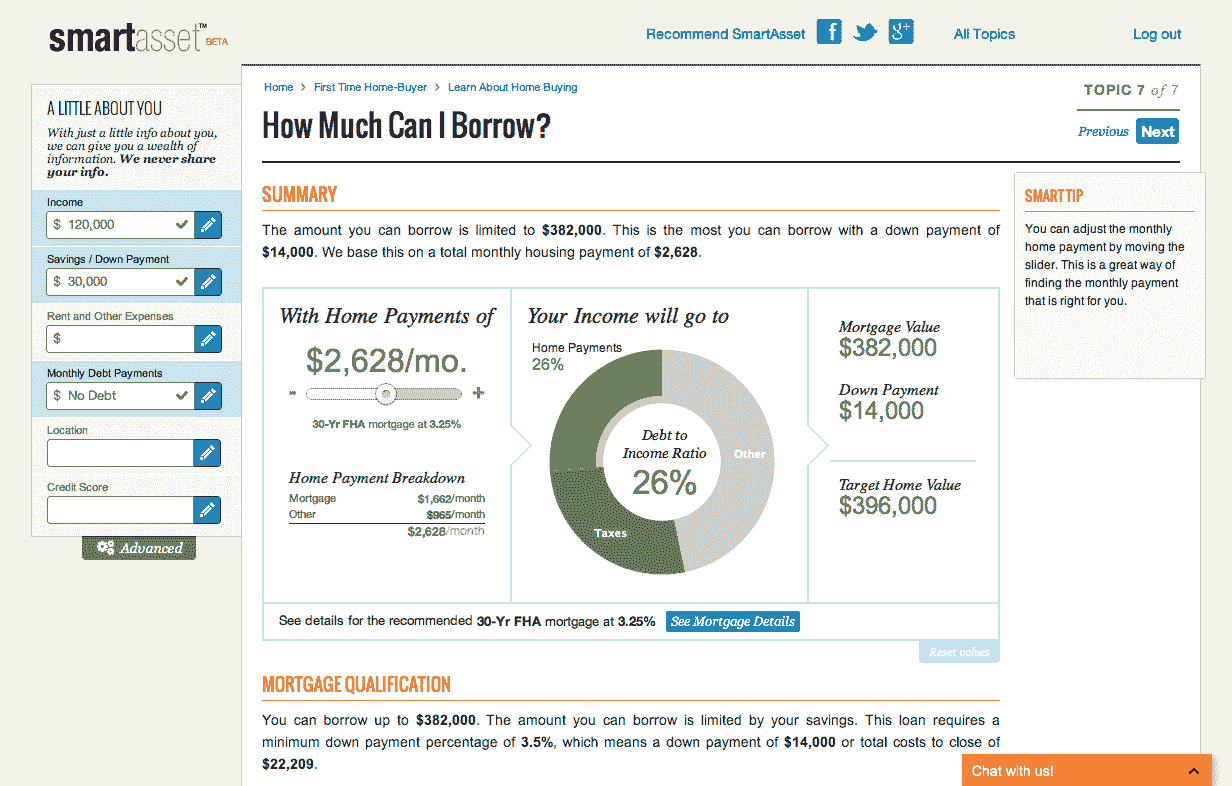 smartasset™ BETA
Recommend SmartAsset
f
g+
All Topics
Log out
A LITTLE ABOUT YOU
With just a little info about you,
we can give you a wealth of
information. We never share
your info.
Income
$ 120,000
Savings / Down Payment
$ 30,000
Rent and Other Expenses
$
Monthly Debt Payments
$ No Debt
Location
Credit Score
Advanced
Home > First Time Home-Buyer > Learn About Home Buying
How Much Can I Borrow?
TOPIC 7 of 7
Previous Next
SUMMARY
The amount you can borrow is limited to $382,000. This is the most you can borrow with a down payment of
$14,000. We base this on a total monthly housing payment of $2,628.
With Home Payments of
$2,628/mo.
- +
30-Yr FHA mortgage at 3.25%
Home Payment Breakdown
Mortgage $1,662/month
Other $965/month
$2,628/month
Your Income will go to
Home Payments
26%
Debt to
Income Ratio
26%
Other
Taxes
Mortgage Value
$382,000
Down Payment
$14,000
Target Home Value
$396,000
See details for the recommended 30-Yr FHA mortgage at 3.25% See Mortgage Details
Reset values
SMART TIP
You can adjust the monthly
home payment by moving the
slider. This is a great way of
finding the monthly payment
that is right for you.
MORTGAGE QUALIFICATION
You can borrow up to $382,000. The amount you can borrow is limited by your savings. This loan requires a
minimum down payment percentage of 3.5%, which means a down payment of $14,000 or total costs to close of
$22,209.
Chat with us!